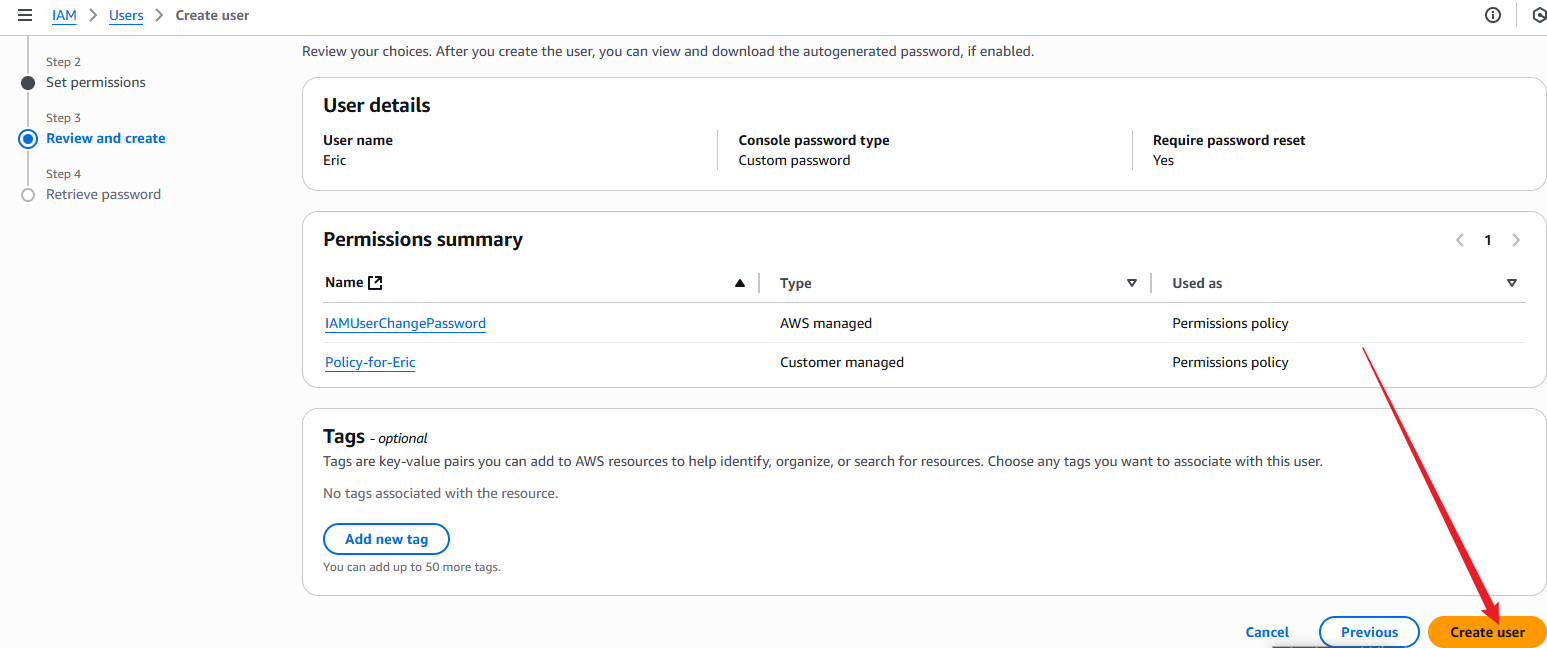 IAM > Users > Create user
Step 2
Set permissions
Step 3
Review and create
Step 4
Retrieve password
Review your choices. After you create the user, you can view and download the autogenerated password, if enabled.
User details
User name
Eric
Console password type
Custom password
Require password reset
Yes
Permissions summary
1
Name Type Used as
IAMUserChangePassword AWS managed Permissions policy
Policy-for-Eric Customer managed Permissions policy
Tags - optional
Tags are key-value pairs you can add to AWS resources to help identify, organize, or search for resources. Choose any tags you want to associate with this user.
No tags associated with the resource.
Add new tag
You can add up to 50 more tags.
Cancel Previous Create user